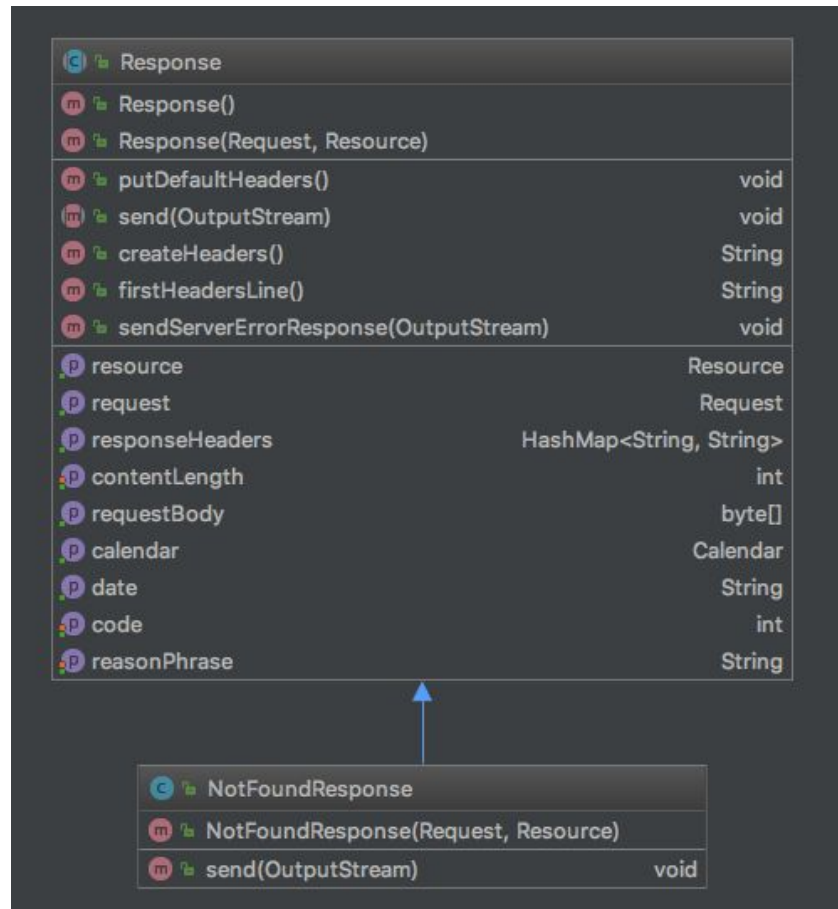 Response
Response()
Response(Request, Resource)
putDefaultHeaders() void
send(OutputStream) void
createHeaders() String
firstHeadersLine() String
sendServerErrorResponse(OutputStream) void
resource Resource
request Request
responseHeaders HashMap<String, String>
contentLength int
requestBody byte[]
calendar Calendar
date String
code int
reasonPhrase String
NotFoundResponse
NotFoundResponse(Request, Resource)
send(OutputStream) void